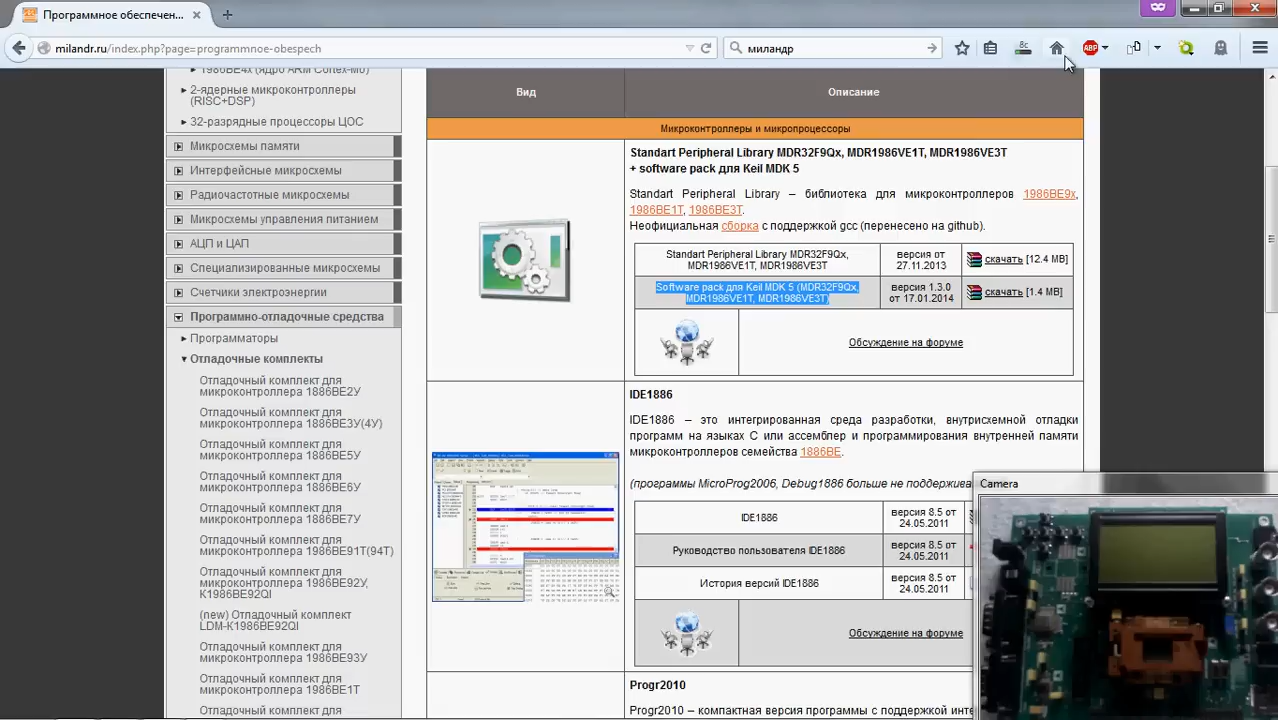 Программное обеспечен...
milandr.ru/index.php?page=programmnoe-obespech
миландр
ABP
1986ВЕ4х (ядро ARM Cortex-M0)
2-ядерные микроконтроллеры
(RISC+DSP)
32-разрядные процессоры ЦОС
Микросхемы памяти
Интерфейсные микросхемы
Радиочастотные микросхемы
Микросхемы управления питанием
АЦП и ЦАП
Специализированные микросхемы
Счетчики электроэнергии
Программно-отладочные средства
Программаторы
Отладочные комплекты
Отладочный комплект для
микроконтроллера 1886ВЕ2У
Отладочный комплект для
микроконтроллера 1886ВЕ3У(4У)
Отладочный комплект для
микроконтроллера 1886ВЕ5У
Отладочный комплект для
микроконтроллера 1886ВЕ6У
Отладочный комплект для
микроконтроллера 1886ВЕ7У
Отладочный комплект для
микроконтроллера 1986ВЕ91Т(94Т)
Отладочный комплект для
микроконтроллера 1986ВЕ92У,
К1986ВЕ92QI
(new) Отладочный комплект
LDM-K1986BE92QI
Отладочный комплект для
микроконтроллера 1986ВЕ93У
Отладочный комплект для
микроконтроллера 1986ВЕ1Т
Отладочный комплект для
Вид
Описание
Микроконтроллеры и микропроцессоры
Standart Peripheral Library MDR32F9Qx, MDR1986VE1T, MDR1986VE3T
+ software pack для Keil MDK 5
Standart Peripheral Library – библиотека для микроконтроллеров 1986ВЕ9х,
1986ВЕ1Т, 1986ВЕ3Т.
Неофициальная сборка с поддержкой gcc (перенесено на github).
Standart Peripheral Library MDR32F9Qx,
MDR1986VE1T, MDR1986VE3T
версия от
27.11.2013
скачать [12.4 MB]
Software pack для Keil MDK 5 (MDR32F9Qx,
MDR1986VE1T, MDR1986VE3T)
версия 1.3.0
от 17.01.2014
скачать [1.4 MB]
Обсуждение на форуме
IDE1886
IDE1886 – это интегрированная среда разработки, внутрисхемной отладки
программ на языках С или ассемблер и программирования внутренней памяти
микроконтроллеров семейства 1886ВЕ.
(программы MicroProg2006, Debug1886 больше не поддержива
IDE1886
версия 8.5 от
24.05.2011
Руководство пользователя IDE1886
версия 8.5 от
24.05.2011
История версий IDE1886
версия 8.5 от
24.05.2011
Обсуждение на форуме
Progr2010
Progr2010 – компактная версия программы с поддержкой инте
Camera